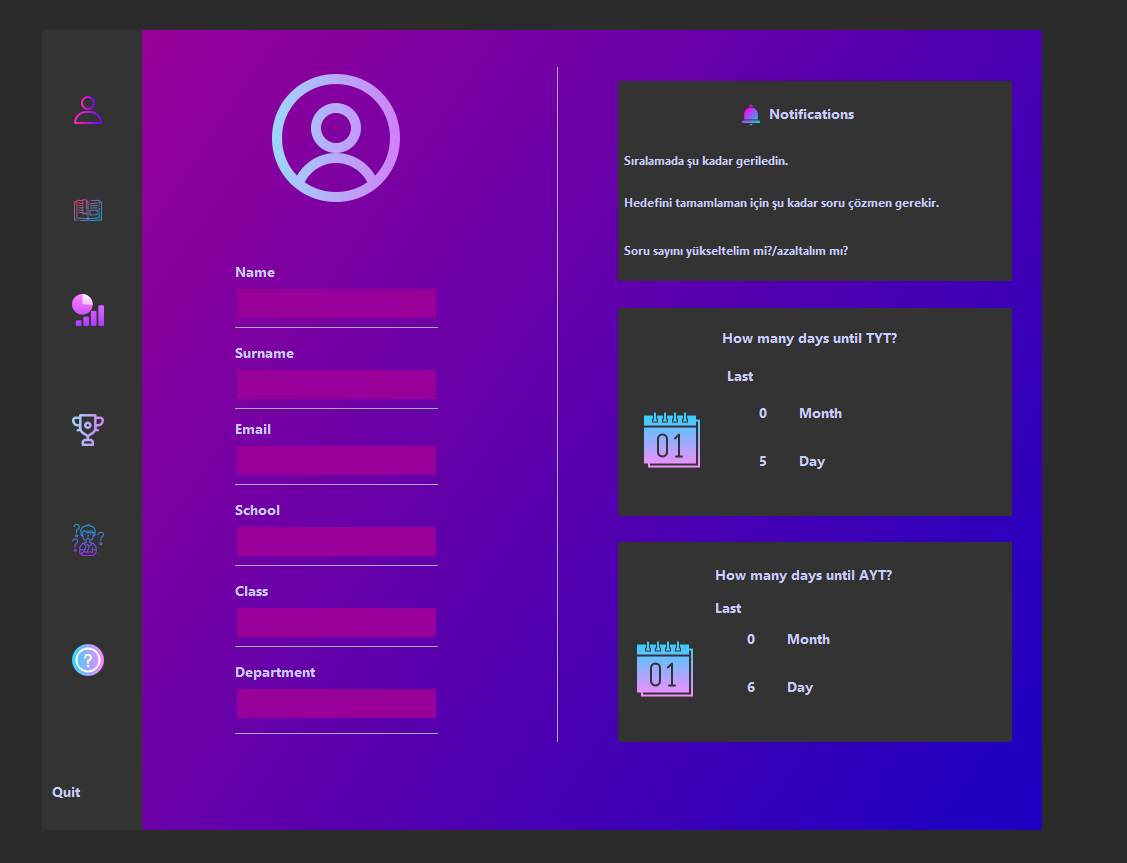 Name
Surname
Email
School
Class
Department
Quit
Notifications
Sıralamada şu kadar geriledin.
Hedefini tamamlaman için şu kadar soru çözmen gerekir.
Soru sayını yükseltelim mi?/azaltalım mı?
How many days until TYT?
Last
01
0 Month
5 Day
How many days until AYT?
Last
01
0 Month
6 Day